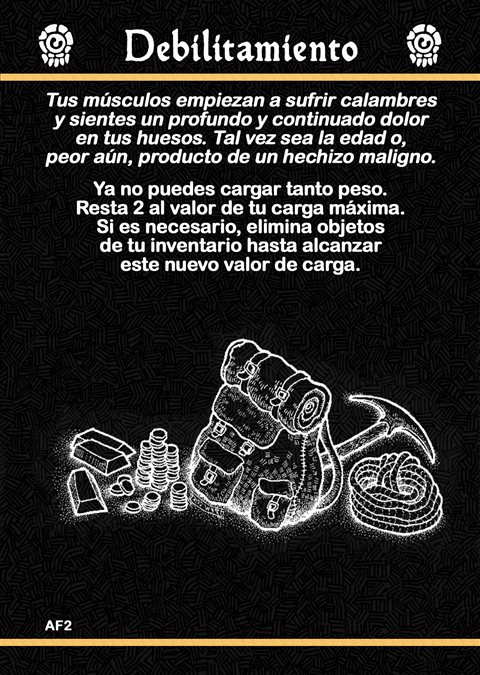 Debilitamiento
Tus músculos empiezan a sufrir calambres
y sientes un profundo y continuado dolor
en tus huesos. Tal vez sea la edad o,
peor aún, producto de un hechizo maligno.
Ya no puedes cargar tanto peso.
Resta 2 al valor de tu carga máxima.
Si es necesario, elimina objetos
de tu inventario hasta alcanzar
este nuevo valor de carga.
AF2